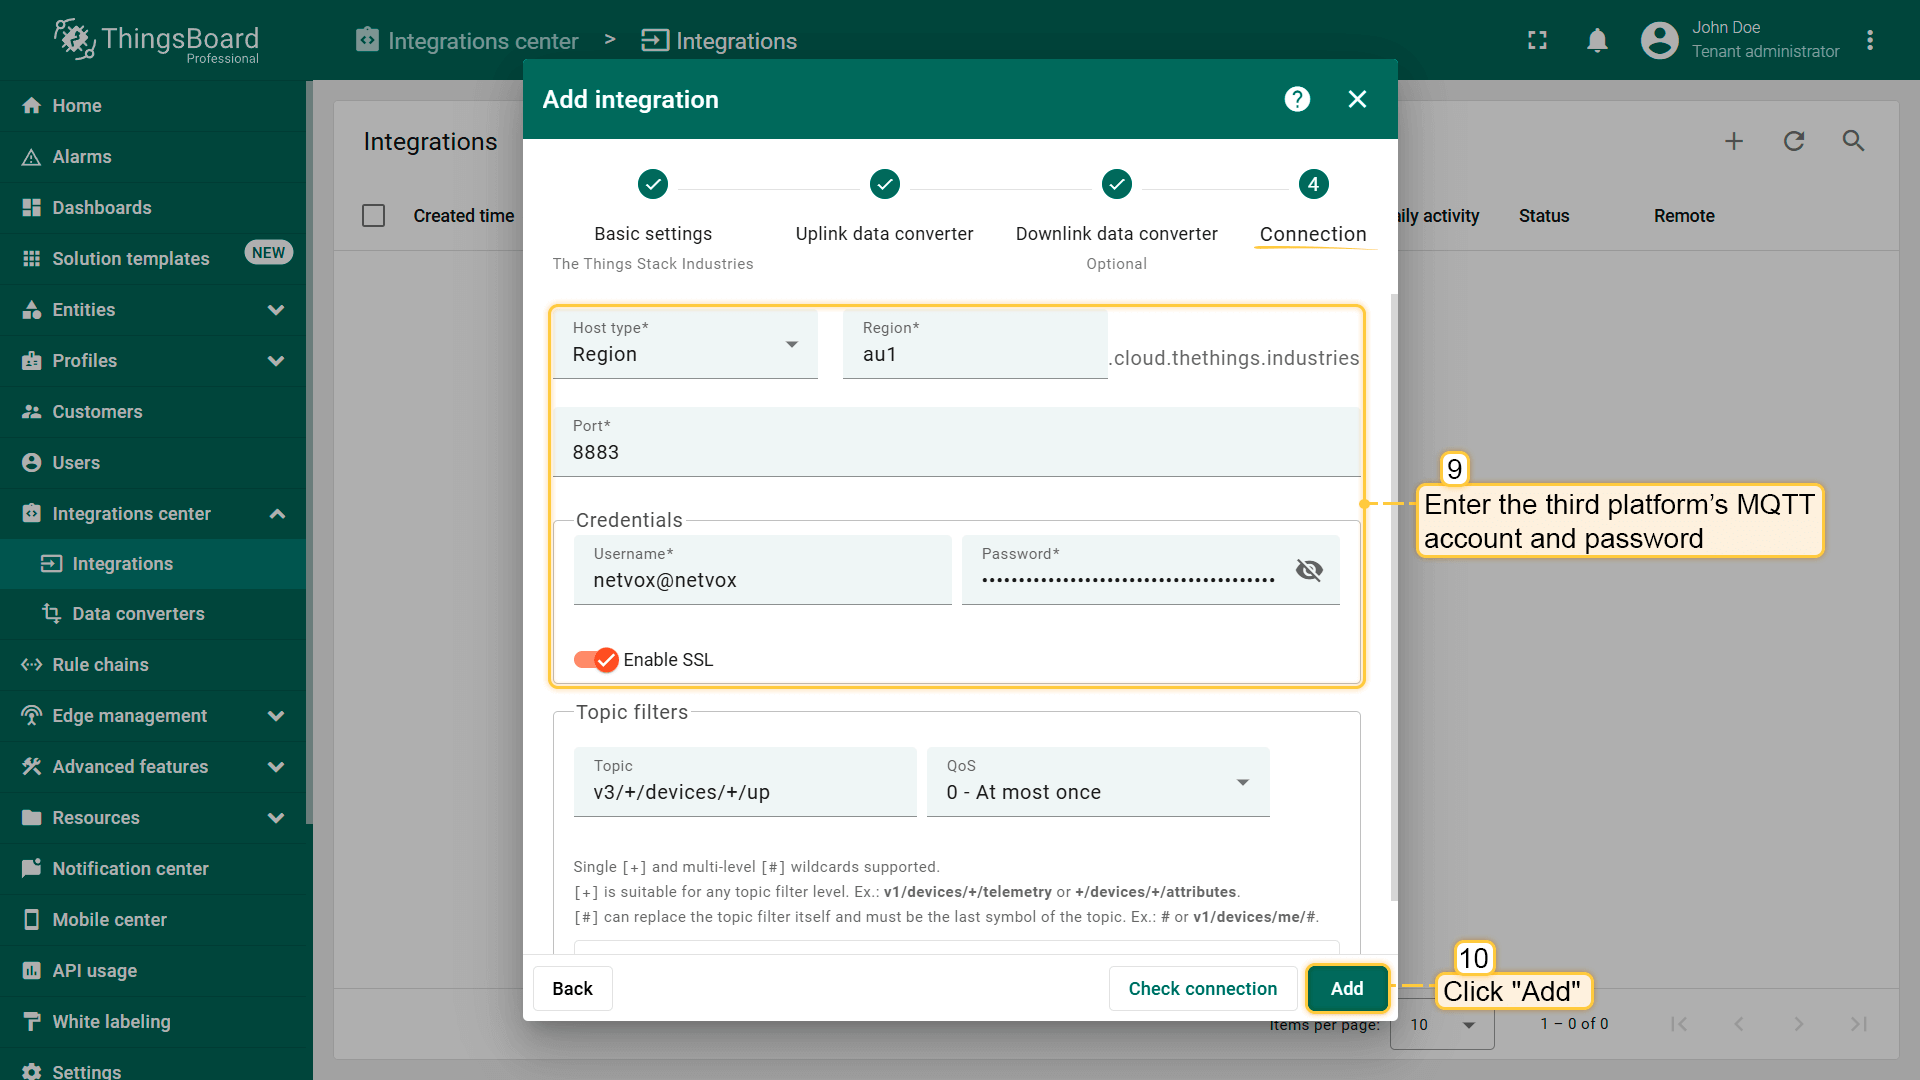 ThingsBoard
Professional
Integrations center > Integrations
John Doe
Tenant administrator
Home
Alarms
Dashboards
Solution templates NEW
Entities
Profiles
Customers
Users
Integrations center
Integrations
Data converters
Rule chains
Edge management
Advanced features
Resources
Notification center
Mobile center
API usage
White labeling
Settings
Integrations
Created time
aily activity Status Remote
Add integration
?
4
Basic settings Uplink data converter Downlink data converter Connection
The Things Stack Industries Optional
Host type*
Region
Region*
au1
.cloud.thethings.industries
Port*
8883
Credentials
Username*
netvox@netvox
Password*
••••••••••••••••••••••••••••••••••••••••
Enable SSL
9
Enter the third platform’s MQTT
account and password
Topic filters
Topic
v3/+/devices/+/up
QoS
0 - At most once
Single [+] and multi-level [#] wildcards supported.
[+] is suitable for any topic filter level. Ex.: v1/devices/+/telemetry or +/devices/+/attributes.
[#] can replace the topic filter itself and must be the last symbol of the topic. Ex.: # or v1/devices/me/#.
Back Check connection Add
10
Click "Add"
Items per page: 10 1 – 0 of 0